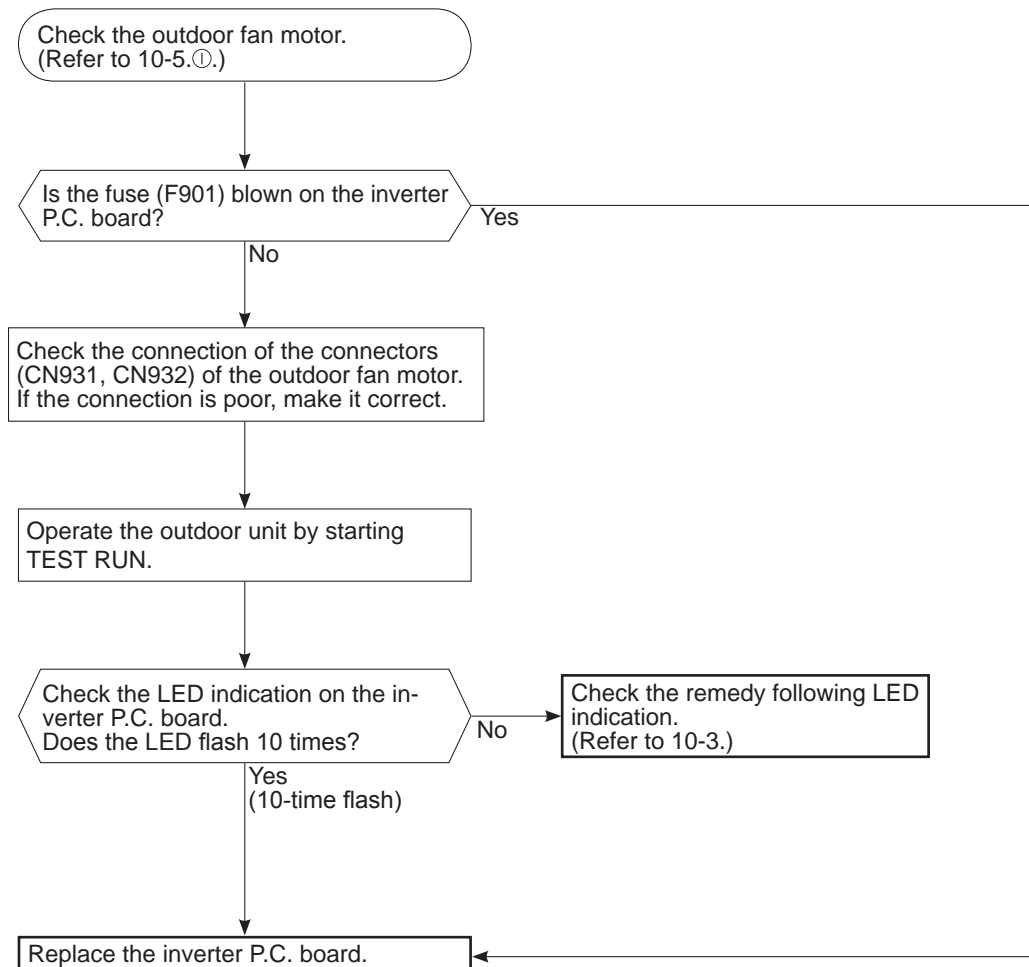 Check the outdoor fan motor.
(Refer to 10-5.Ⓘ.)
Is the fuse (F901) blown on the inverter
P.C. board?
Yes
No
Check the connection of the connectors
(CN931, CN932) of the outdoor fan motor.
If the connection is poor, make it correct.
Operate the outdoor unit by starting
TEST RUN.
Check the LED indication on the in-
verter P.C. board.
Does the LED flash 10 times?
No
Check the remedy following LED
indication.
(Refer to 10-3.)
Yes
(10-time flash)
Replace the inverter P.C. board.